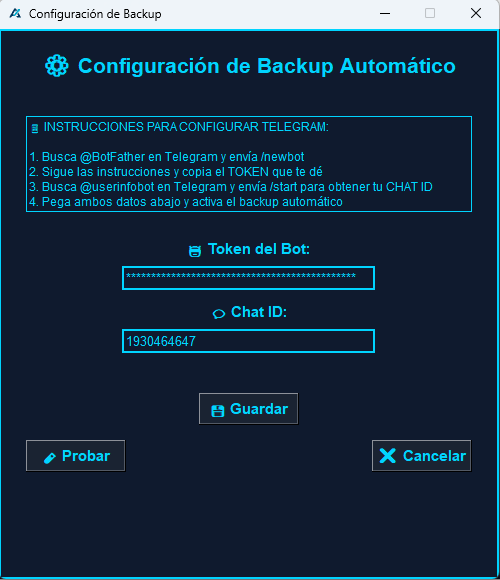 Configuración de Backup
Configuración de Backup Automático
INSTRUCCIONES PARA CONFIGURAR TELEGRAM:
1. Busca @BotFather en Telegram y envía /newbot
2. Sigue las instrucciones y copia el TOKEN que te dé
3. Busca @userinfobot en Telegram y envía /start para obtener tu CHAT ID
4. Pega ambos datos abajo y activa el backup automático
Token del Bot:
**********************************************
Chat ID:
1930464647
Guardar
Probar
Cancelar